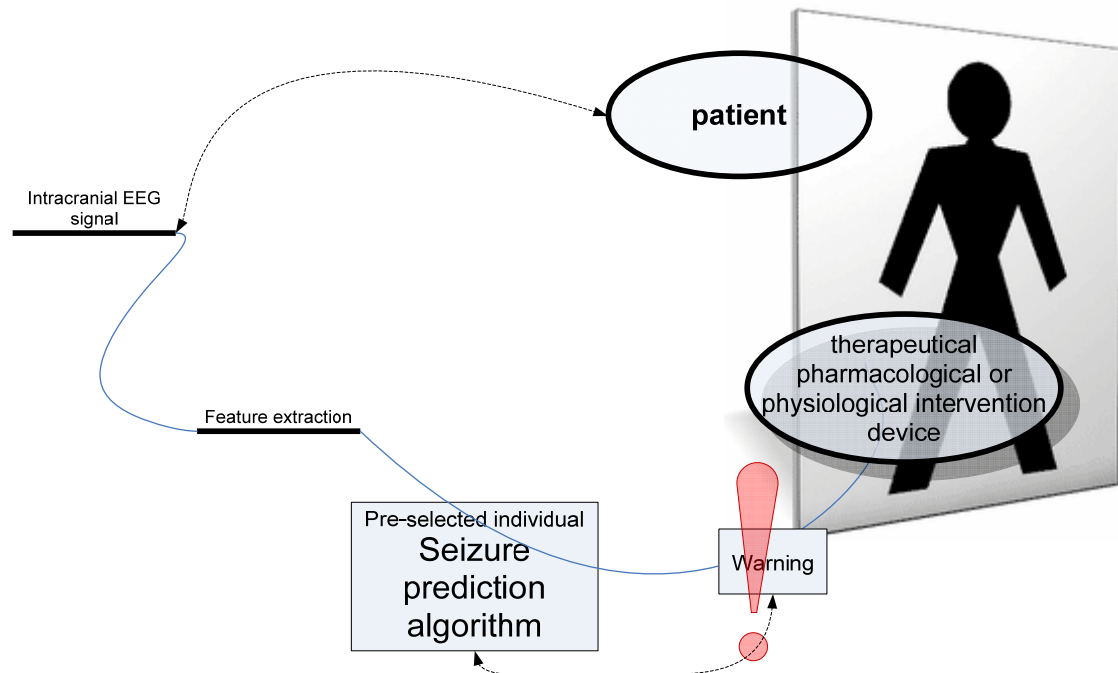 patient
Intracranial EEG
signal
therapeutical
pharmacological or
physiological intervention
device
Feature extraction
Pre-selected individual
Seizure
prediction
algorithm
Warning